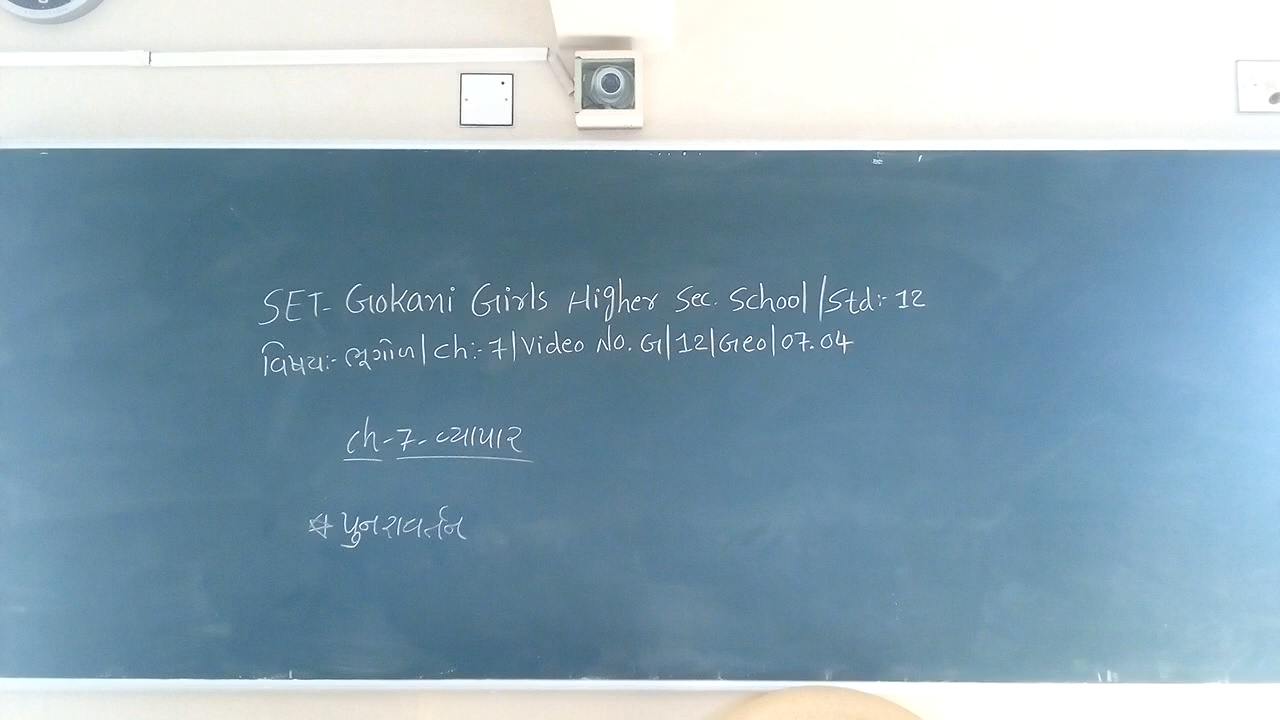 SET- Gokani Girls Higher Sec. School/Std:- 12
વિષય:- ભૂગોળ/ch:-7/Video No. G/12/Geo/07.04
ch-7- વ્યાપાર
* પુનરાવર્તન